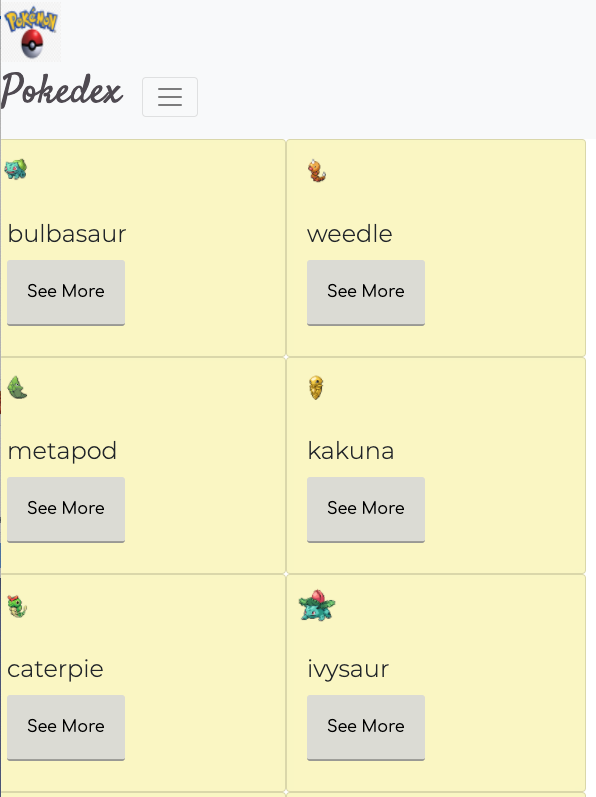 Pokémon
Pokedex
bulbasaur
See More
weedle
See More
metapod
See More
kakuna
See More
caterpie
See More
ivysaur
See More